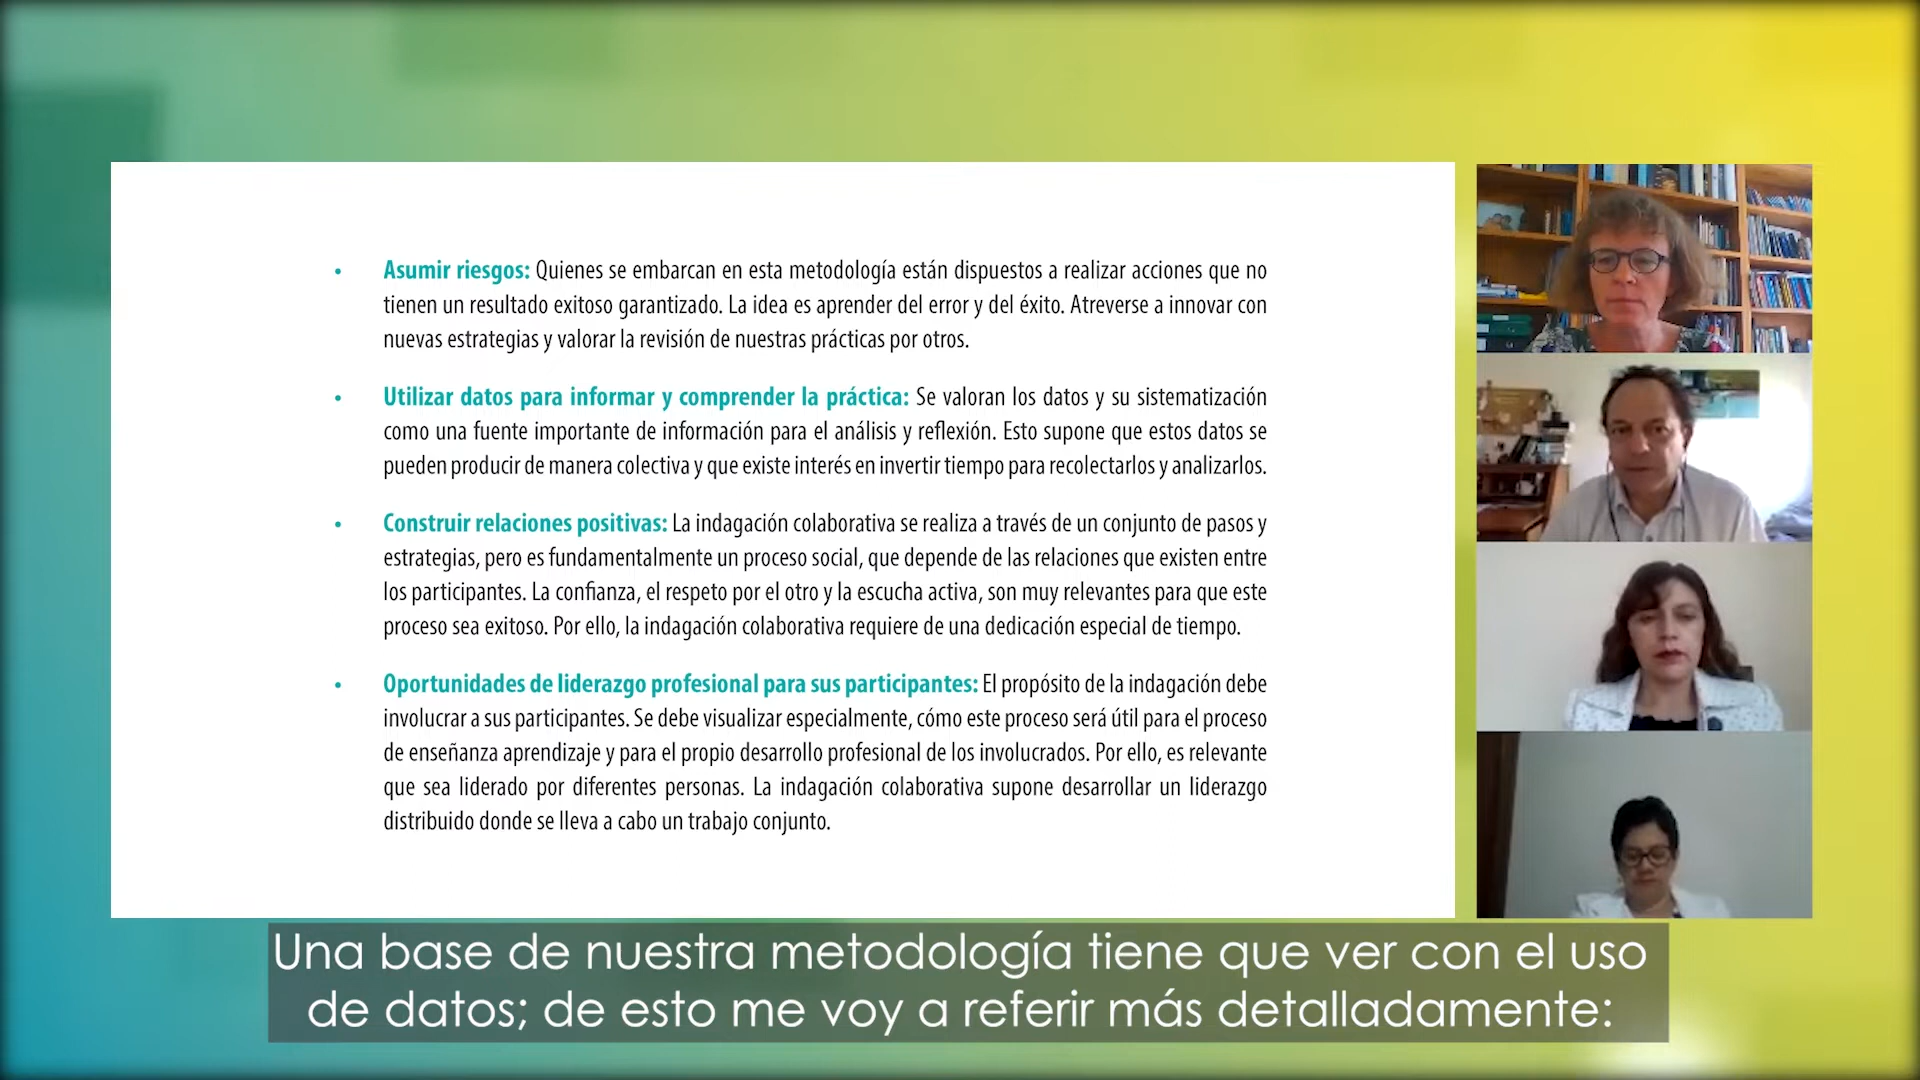 • Asumir riesgos: Quienes se embarcan en esta metodología están dispuestos a realizar acciones que no
tienen un resultado exitoso garantizado. La idea es aprender del error y del éxito. Atreverse a innovar con
nuevas estrategias y valorar la revisión de nuestras prácticas por otros.
• Utilizar datos para informar y comprender la práctica: Se valoran los datos y su sistematización
como una fuente importante de información para el análisis y reflexión. Esto supone que estos datos se
pueden producir de manera colectiva y que existe interés en invertir tiempo para recolectarlos y analizarlos.
• Construir relaciones positivas: La indagación colaborativa se realiza a través de un conjunto de pasos y
estrategias, pero es fundamentalmente un proceso social, que depende de las relaciones que existen entre
los participantes. La confianza, el respeto por el otro y la escucha activa, son muy relevantes para que este
proceso sea exitoso. Por ello, la indagación colaborativa requiere de una dedicación especial de tiempo.
• Oportunidades de liderazgo profesional para sus participantes: El propósito de la indagación debe
involucrar a sus participantes. Se debe visualizar especialmente, cómo este proceso será útil para el proceso
de enseñanza aprendizaje y para el propio desarrollo profesional de los involucrados. Por ello, es relevante
que sea liderado por diferentes personas. La indagación colaborativa supone desarrollar un liderazgo
distribuido donde se lleva a cabo un trabajo conjunto.
Una base de nuestra metodología tiene que ver con el uso
de datos; de esto me voy a referir más detalladamente: